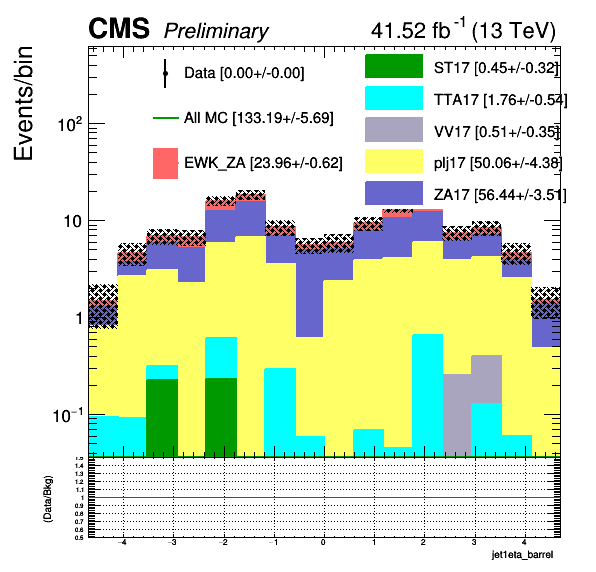 CMS Preliminary 41.52 fb⁻¹ (13 TeV)
Events/bin
Data [0.00+/-0.00]
All MC [133.19+/-5.69]
EWK_ZA [23.96+/-0.62]
ST17 [0.45+/-0.32]
TTA17 [1.76+/-0.54]
VV17 [0.51+/-0.35]
plj17 [50.06+/-4.38]
ZA17 [56.44+/-3.51]
10²
10
1
10⁻¹
(Data/Bkg)
1.5
1.4
1.3
1.2
1.1
1
0.9
0.8
0.7
0.6
0.5
−4 −3 −2 −1 0 1 2 3 4
jet1eta_barrel